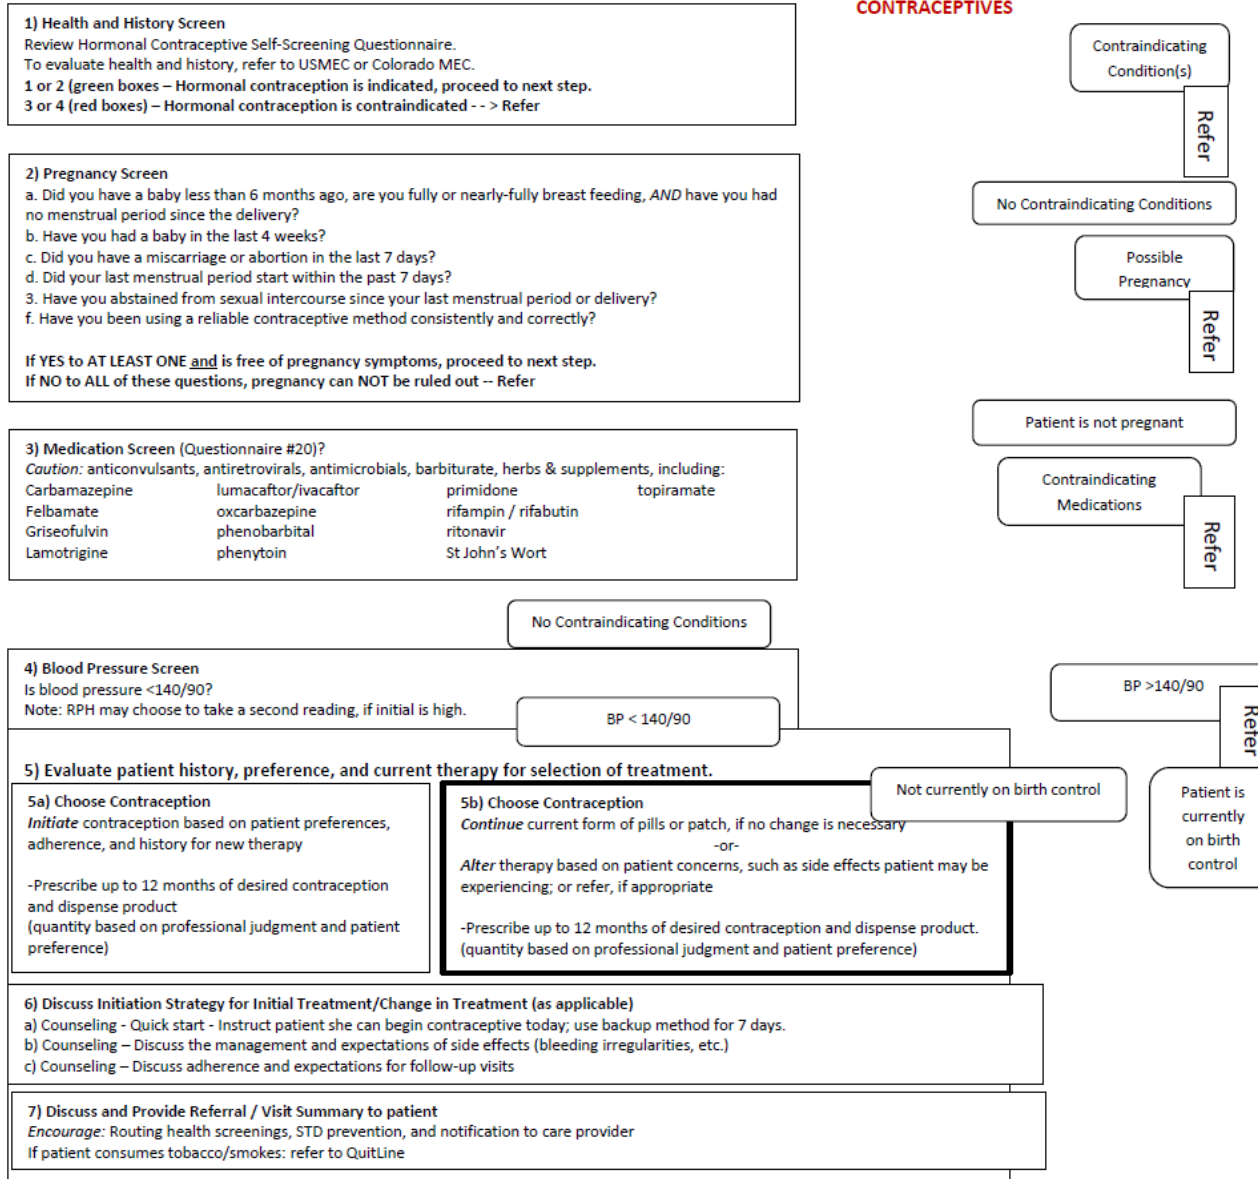 CONTRACEPTIVES
1) Health and History Screen
Review Hormonal Contraceptive Self-Screening Questionnaire.
To evaluate health and history, refer to USMEC or Colorado MEC.
1 or 2 (green boxes – Hormonal contraception is indicated, proceed to next step.
3 or 4 (red boxes) – Hormonal contraception is contraindicated - - > Refer
Contraindicating
Condition(s)
Refer
2) Pregnancy Screen
a. Did you have a baby less than 6 months ago, are you fully or nearly-fully breast feeding, AND have you had
no menstrual period since the delivery?
b. Have you had a baby in the last 4 weeks?
c. Did you have a miscarriage or abortion in the last 7 days?
d. Did your last menstrual period start within the past 7 days?
3. Have you abstained from sexual intercourse since your last menstrual period or delivery?
f. Have you been using a reliable contraceptive method consistently and correctly?
If YES to AT LEAST ONE and is free of pregnancy symptoms, proceed to next step.
If NO to ALL of these questions, pregnancy can NOT be ruled out -- Refer
No Contraindicating Conditions
Possible
Pregnancy
Refer
3) Medication Screen (Questionnaire #20)?
Caution: anticonvulsants, antiretrovirals, antimicrobials, barbiturate, herbs & supplements, including:
Carbamazepine lumacaftor/ivacaftor primidone topiramate
Felbamate oxcarbazepine rifampin / rifabutin
Griseofulvin phenobarbital ritonavir
Lamotrigine phenytoin St John's Wort
Patient is not pregnant
Contraindicating
Medications
Refer
No Contraindicating Conditions
4) Blood Pressure Screen
Is blood pressure <140/90?
Note: RPH may choose to take a second reading, if initial is high.
BP < 140/90
BP >140/90
Refer
5) Evaluate patient history, preference, and current therapy for selection of treatment.
Not currently on birth control
Patient is
currently
on birth
control
5a) Choose Contraception
Initiate contraception based on patient preferences,
adherence, and history for new therapy
-Prescribe up to 12 months of desired contraception
and dispense product
(quantity based on professional judgment and patient
preference)
5b) Choose Contraception
Continue current form of pills or patch, if no change is necessary
-or-
Alter therapy based on patient concerns, such as side effects patient may be
experiencing; or refer, if appropriate
-Prescribe up to 12 months of desired contraception and dispense product.
(quantity based on professional judgment and patient preference)
6) Discuss Initiation Strategy for Initial Treatment/Change in Treatment (as applicable)
a) Counseling - Quick start - Instruct patient she can begin contraceptive today; use backup method for 7 days.
b) Counseling – Discuss the management and expectations of side effects (bleeding irregularities, etc.)
c) Counseling – Discuss adherence and expectations for follow-up visits
7) Discuss and Provide Referral / Visit Summary to patient
Encourage: Routing health screenings, STD prevention, and notification to care provider
If patient consumes tobacco/smokes: refer to QuitLine